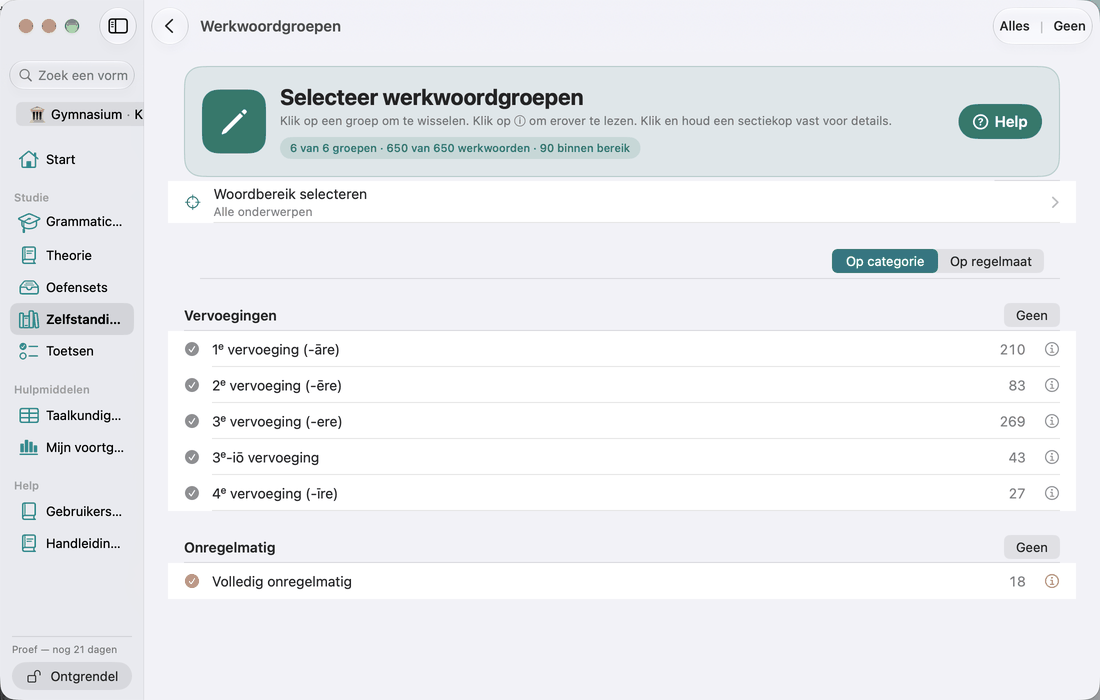 Werkwoordgroepen
Alles | Geen
Zoek een vorm
Gymnasium · K
Start
Studie
Grammatic...
Theorie
Oefensets
Zelfstandi...
Toetsen
Hulpmiddelen
Taalkundig...
Mijn voortg...
Help
Gebruikers...
Handleidin...
Proef — nog 21 dagen
Ontgrendel
Selecteer werkwoordgroepen
Klik op een groep om te wisselen. Klik op ⓘ om erover te lezen. Klik en houd een sectiekop vast voor details.
6 van 6 groepen · 650 van 650 werkwoorden · 90 binnen bereik
Help
Woordbereik selecteren
Alle onderwerpen
Op categorie Op regelmaat
Vervoegingen Geen
1ᵉ vervoeging (-āre) 210
2ᵉ vervoeging (-ēre) 83
3ᵉ vervoeging (-ere) 269
3ᵉ-iō vervoeging 43
4ᵉ vervoeging (-īre) 27
Onregelmatig Geen
Volledig onregelmatig 18